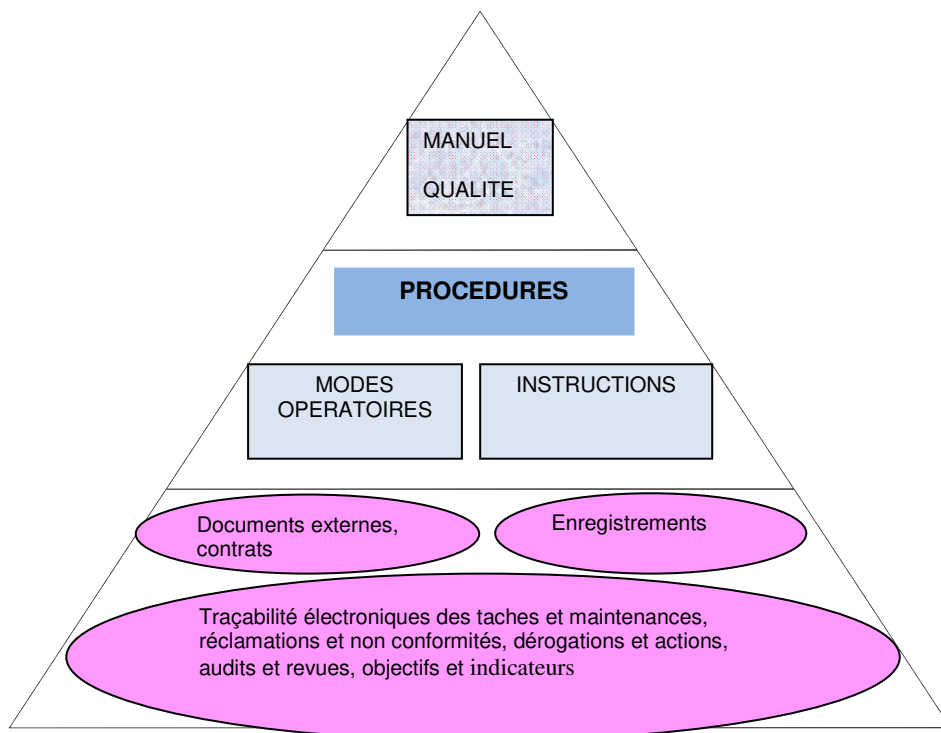 MANUEL
QUALITE
PROCEDURES
MODES
OPERATOIRES
INSTRUCTIONS
Documents externes,
contrats
Enregistrements
Traçabilité électroniques des taches et maintenances,
réclamations et non conformités, dérogations et actions,
audits et revues, objectifs et indicateurs